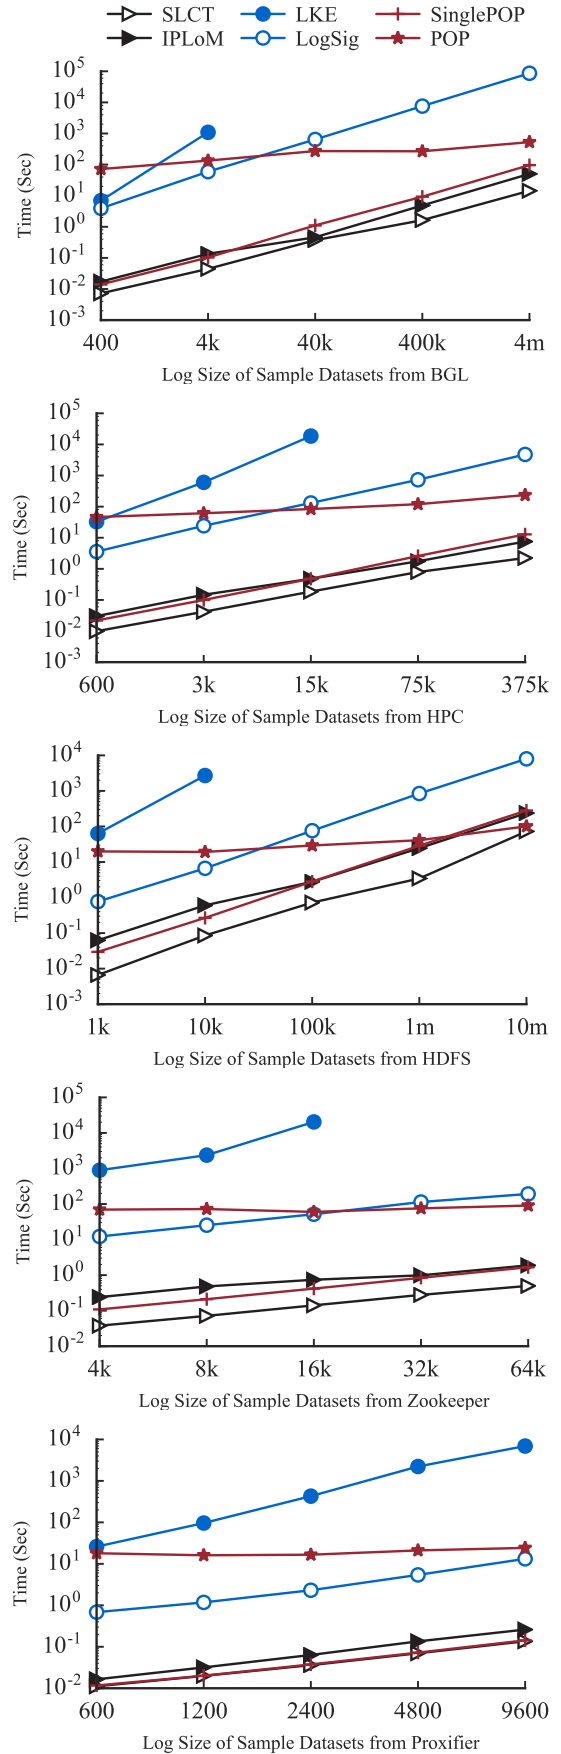 SLCT LKE SinglePOP
IPLoM LogSig POP
10^5
10^4
10^3
10^2
10^1
10^0
10^-1
10^-2
10^-3
Time (Sec)
400 4k 40k 400k 4m
Log Size of Sample Datasets from BGL
10^5
10^4
10^3
10^2
10^1
10^0
10^-1
10^-2
10^-3
Time (Sec)
600 3k 15k 75k 375k
Log Size of Sample Datasets from HPC
10^4
10^3
10^2
10^1
10^0
10^-1
10^-2
10^-3
Time (Sec)
1k 10k 100k 1m 10m
Log Size of Sample Datasets from HDFS
10^5
10^4
10^3
10^2
10^1
10^0
10^-1
10^-2
Time (Sec)
4k 8k 16k 32k 64k
Log Size of Sample Datasets from Zookeeper
10^4
10^3
10^2
10^1
10^0
10^-1
10^-2
Time (Sec)
600 1200 2400 4800 9600
Log Size of Sample Datasets from Proxifier